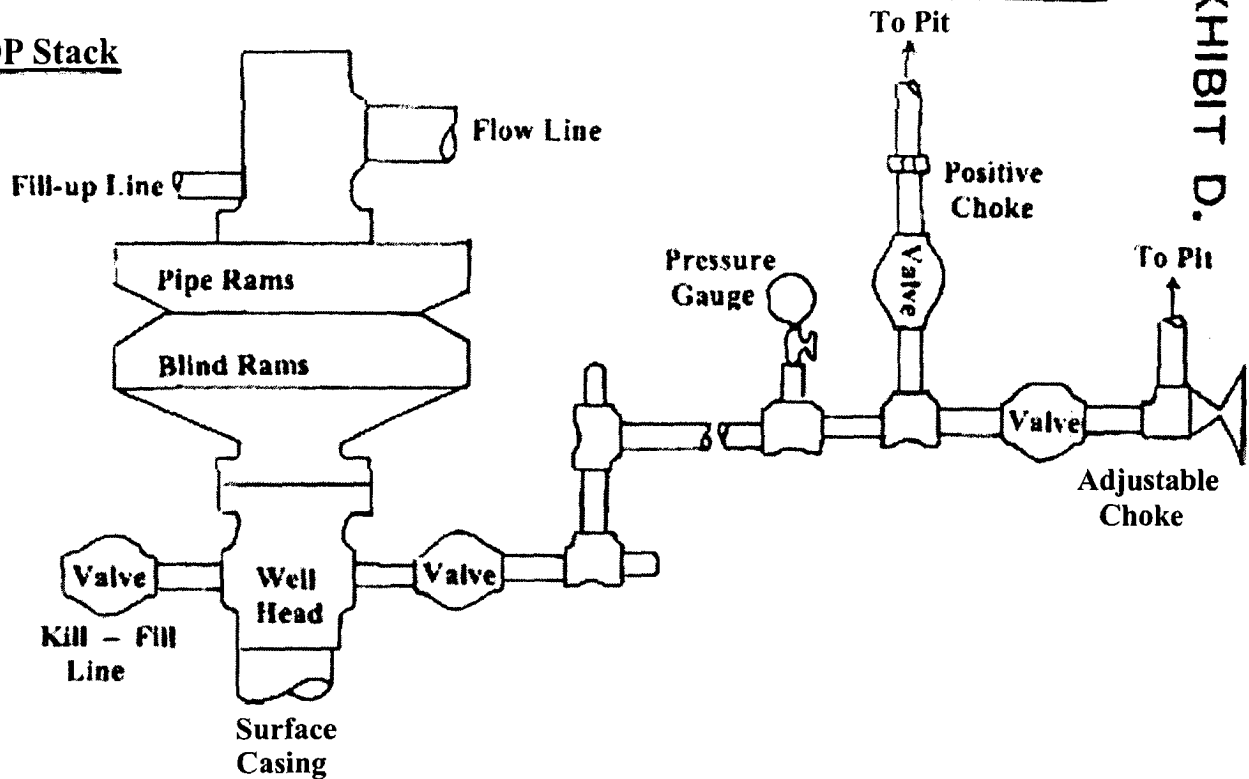 To Pit
Stack
Flow Line
Fill-up Line
Positive
Choke
Pipe Rams
Pressure
Gauge
Valve
To Pit
Blind Rams
Valve
Adjustable
Choke
Valve
Well
Head
Valve
Kill – Fill
Line
Surface
Casing
D.